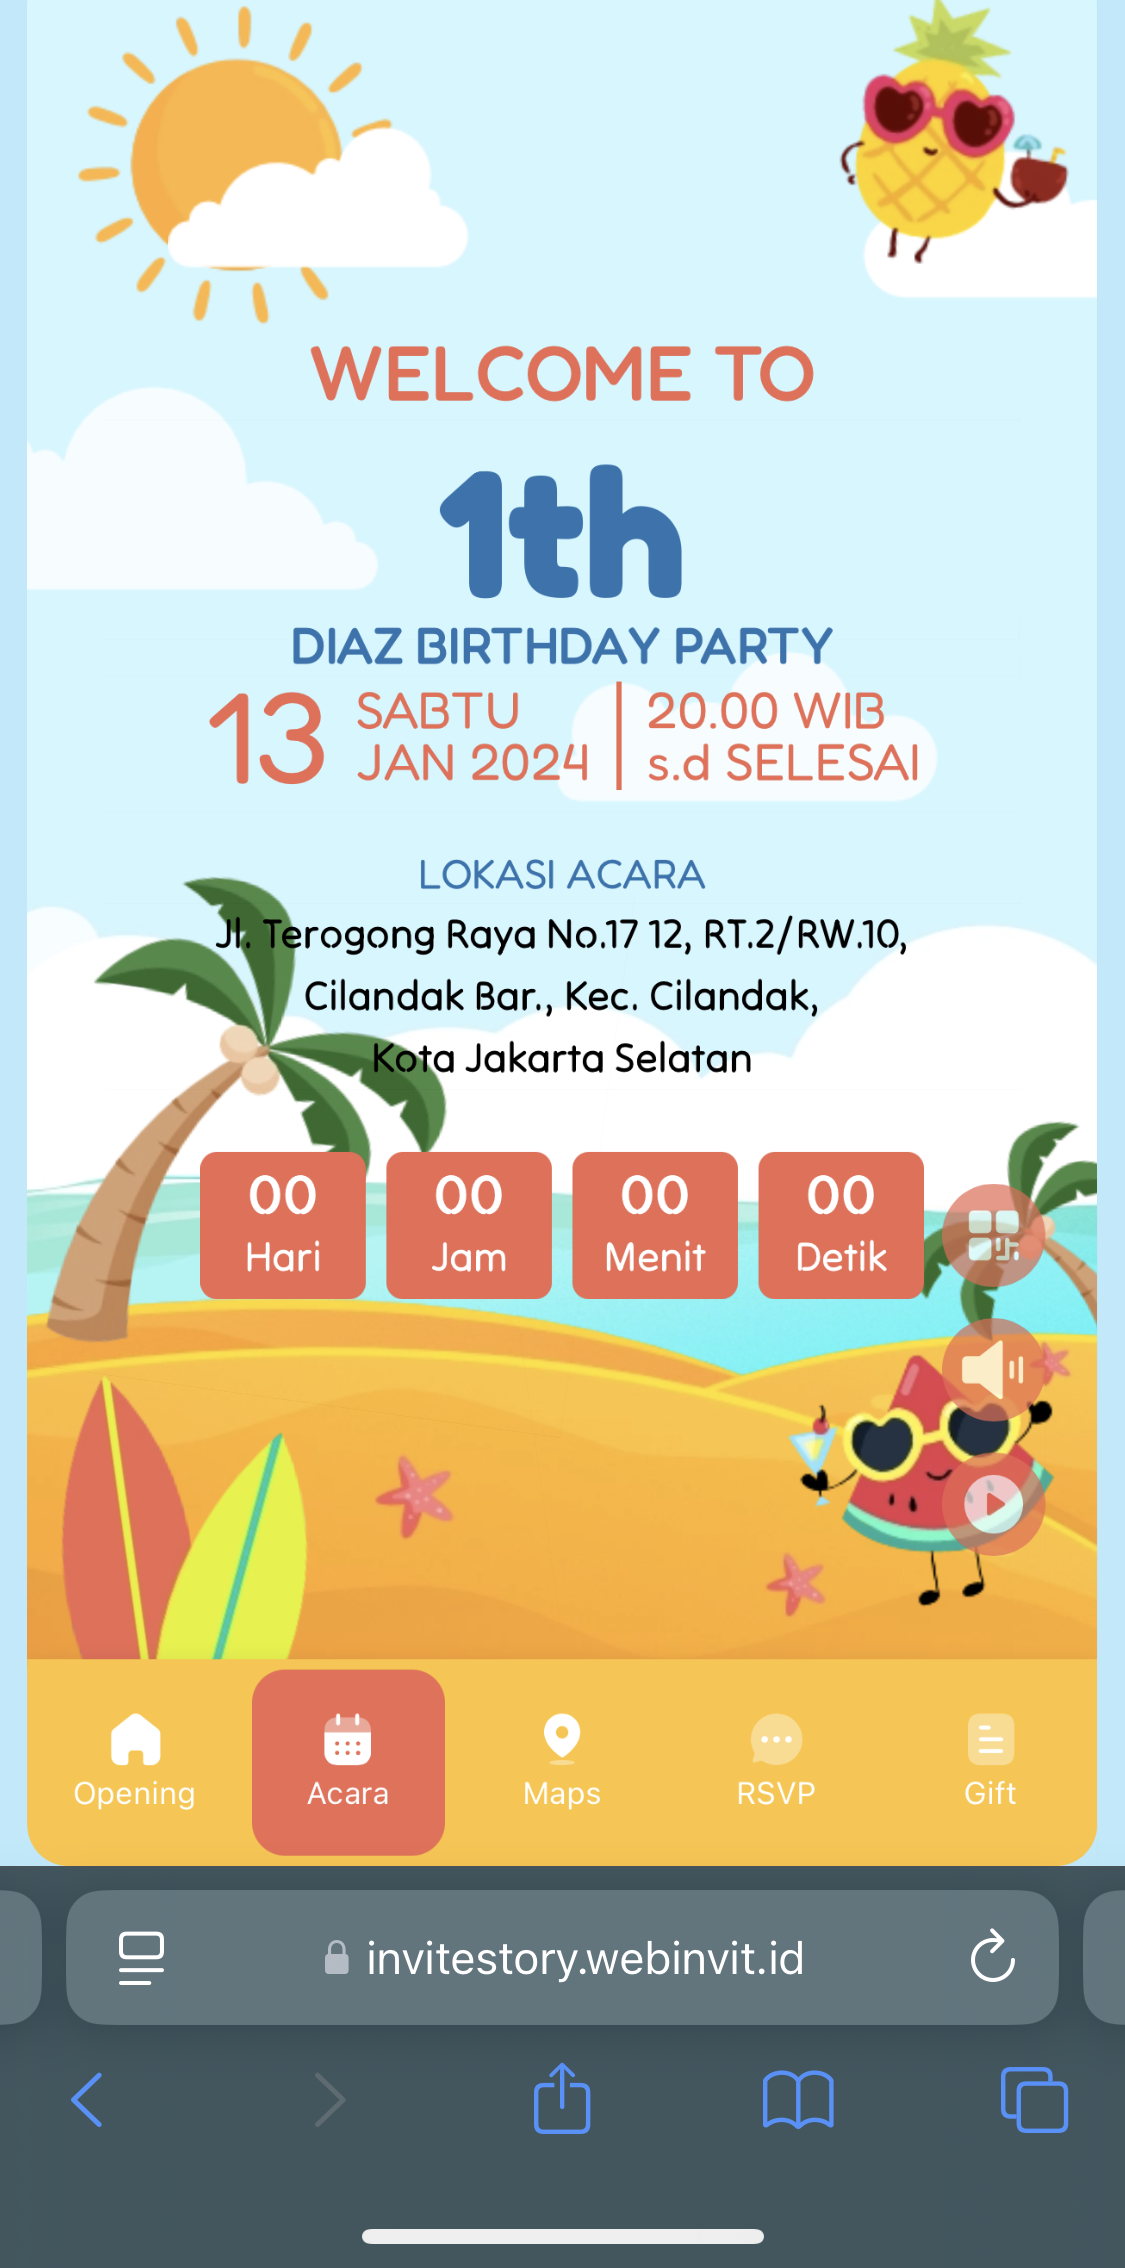 WELCOME TO
1th
DIAZ BIRTHDAY PARTY
13
SABTU
JAN 2024
20.00 WIB
s.d SELESAI
LOKASI ACARA
Jl. Terogong Raya No.17 12, RT.2/RW.10,
Cilandak Bar., Kec. Cilandak,
Kota Jakarta Selatan
00 00 00 00
Hari Jam Menit Detik
Opening Acara Maps RSVP Gift
invitestory.webinvit.id